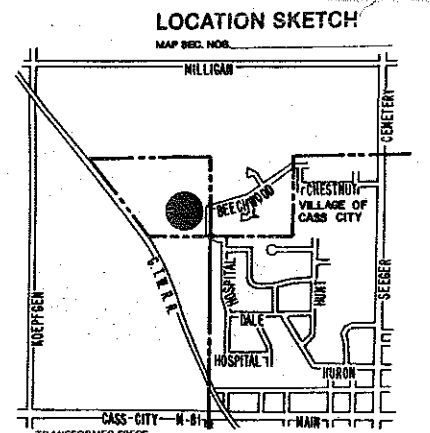 LOCATION SKETCH
MAP SEC. NOS.
MILLIGAN
CEMETERY
BEECHWOOD
CHESTNUT
VILLAGE OF
CASS CITY
G.T.W.R.R.
HOSPITAL
HUNT
SEEGER
KOEPFGEN
DALE
HOSPITAL
HURON
CASS-CITY M-81
MAIN